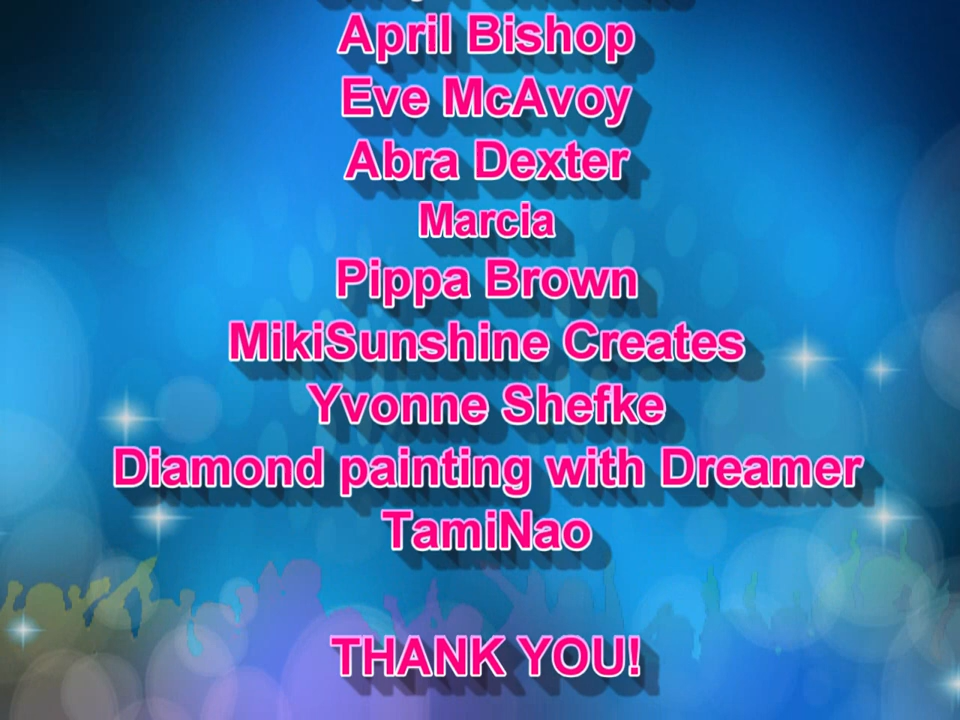 April Bishop
Eve McAvoy
Abra Dexter
Marcia
Pippa Brown
MikiSunshine Creates
Yvonne Shefke
Diamond painting with Dreamer
TamiNao
THANK YOU!